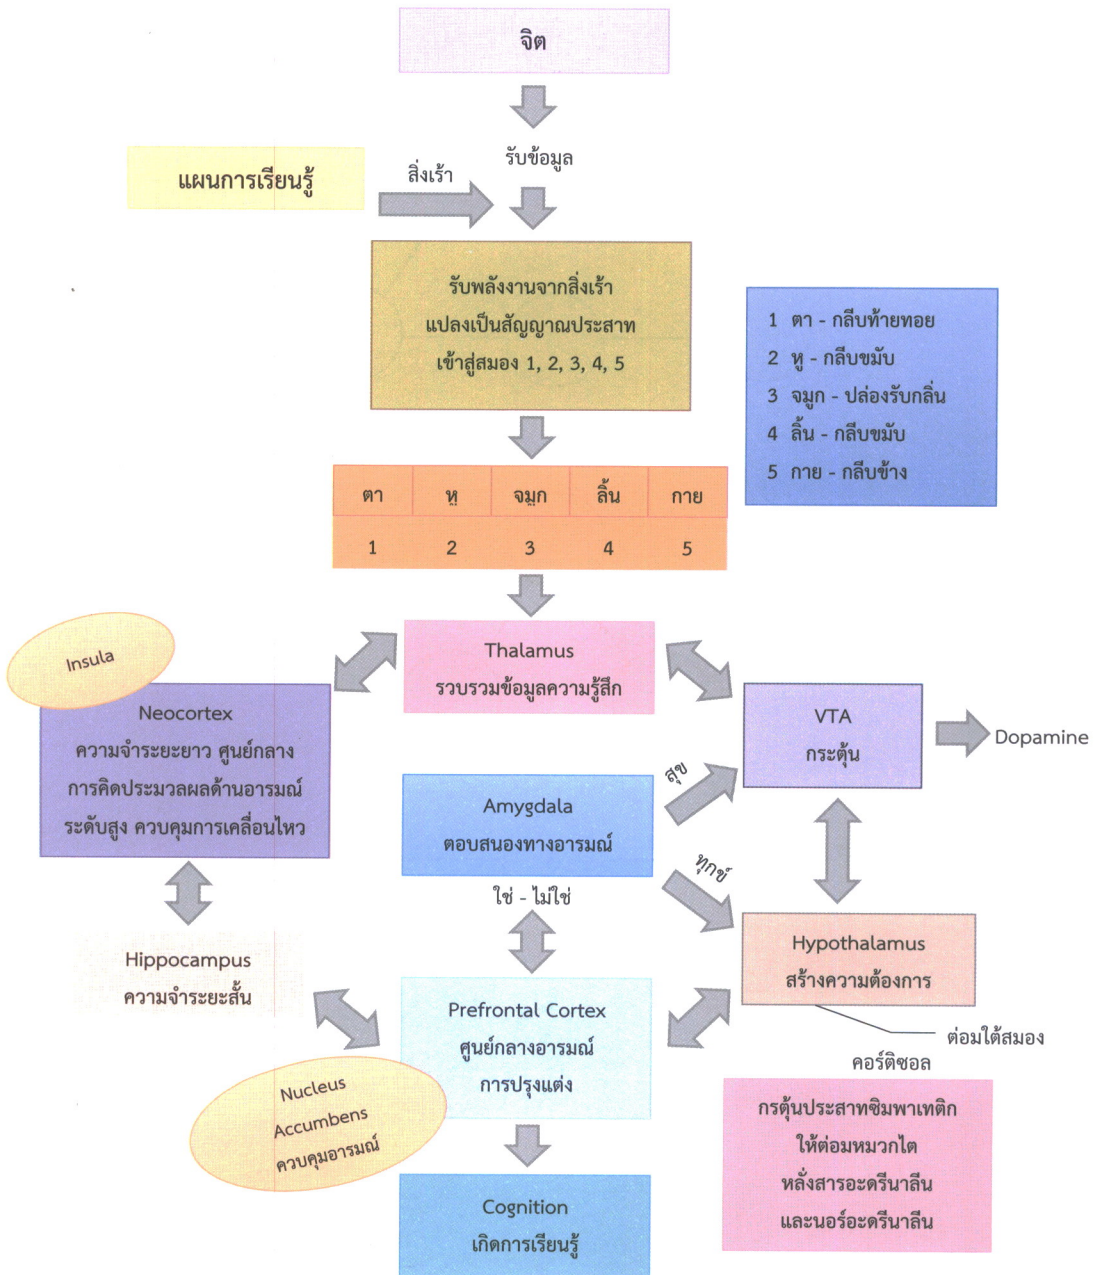 จิต
รับข้อมูล
แผนการเรียนรู้
สิ่งเร้า
รับพลังงานจากสิ่งเร้า
แปลงเป็นสัญญาณประสาท
เข้าสู่สมอง 1, 2, 3, 4, 5
1 ตา - กลีบท้ายทอย
2 หู - กลีบขมับ
3 จมูก - ปล่องรับกลิ่น
4 ลิ้น - กลีบขมับ
5 กาย - กลีบข้าง
ตา หู จมูก ลิ้น กาย
1 2 3 4 5
Thalamus
รวบรวมข้อมูลความรู้สึก
Insula
Neocortex
ความจำระยะยาว ศูนย์กลาง
การคิดประมวลผลด้านอารมณ์
ระดับสูง ควบคุมการเคลื่อนไหว
VTA
กระตุ้น
Dopamine
Amygdala
ตอบสนองทางอารมณ์
สุข
ทุกข์
ใช่ - ไม่ใช่
Hippocampus
ความจำระยะสั้น
Prefrontal Cortex
ศูนย์กลางอารมณ์
การปรุงแต่ง
Hypothalamus
สร้างความต้องการ
ต่อมใต้สมอง
คอร์ติซอล
Nucleus
Accumbens
ควบคุมอารมณ์
กรตุ้นประสาทซิมพาเทติก
ให้ต่อมหมวกไต
หลั่งสารอะดรีนาลีน
และนอร์อะดรีนาลีน
Cognition
เกิดการเรียนรู้